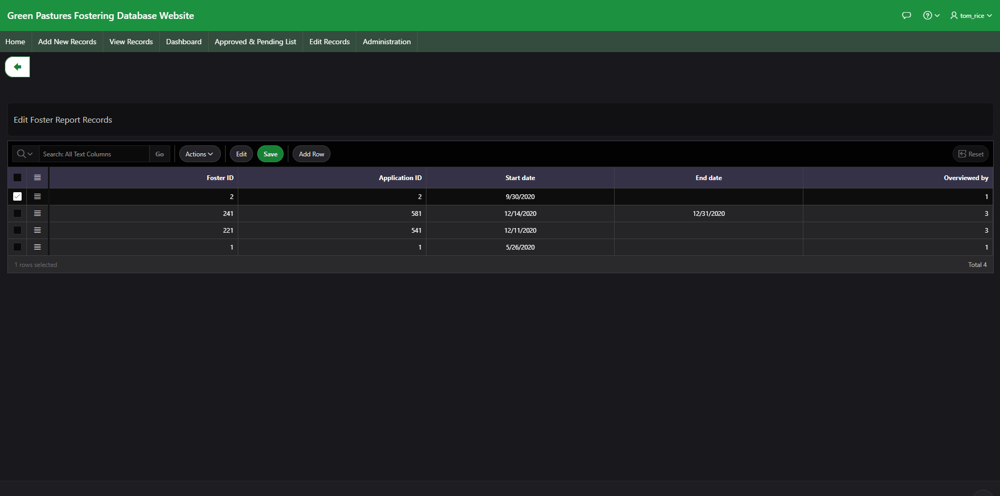 Green Pastures Fostering Database Website
tom_rice
Home Add New Records View Records Dashboard Approved & Pending List Edit Records Administration
Edit Foster Report Records
Search: All Text Columns Go Actions Edit Save Add Row Reset
Foster ID Application ID Start date End date Overviewed by
2 2 9/30/2020 1
241 581 12/14/2020 12/31/2020 3
221 541 12/11/2020 3
1 1 5/26/2020 1
1 rows selected Total 4